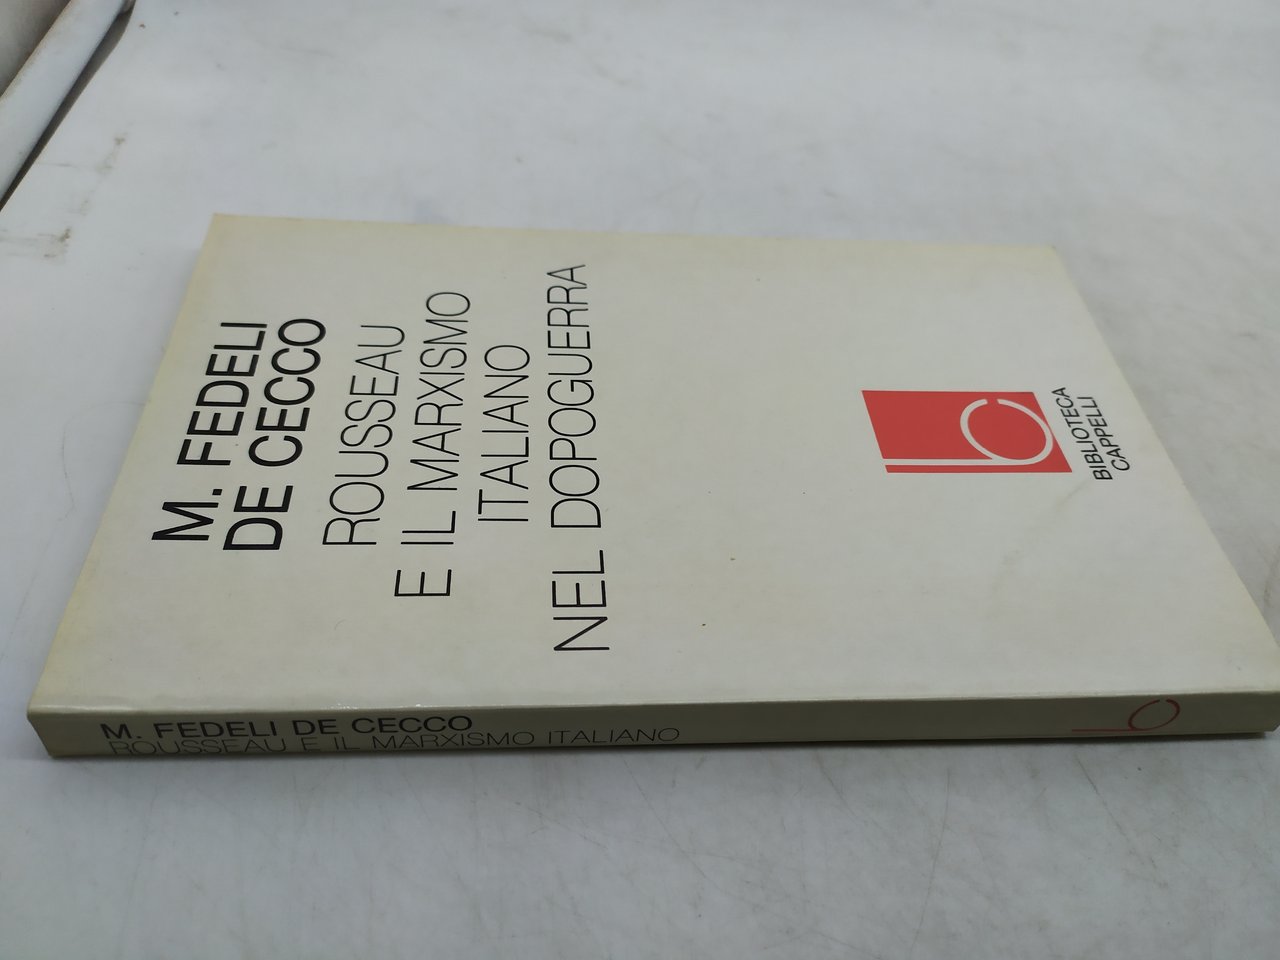 M. FEDELI
DE CECCO
ROUSSEAU
E IL MARXISMO
ITALIANO
NEL DOPOGUERRA
BIBLIOTECA
CAPPELLI
M. FEDELI DE CECCO
ROUSSEAU E IL MARXISMO ITALIANO